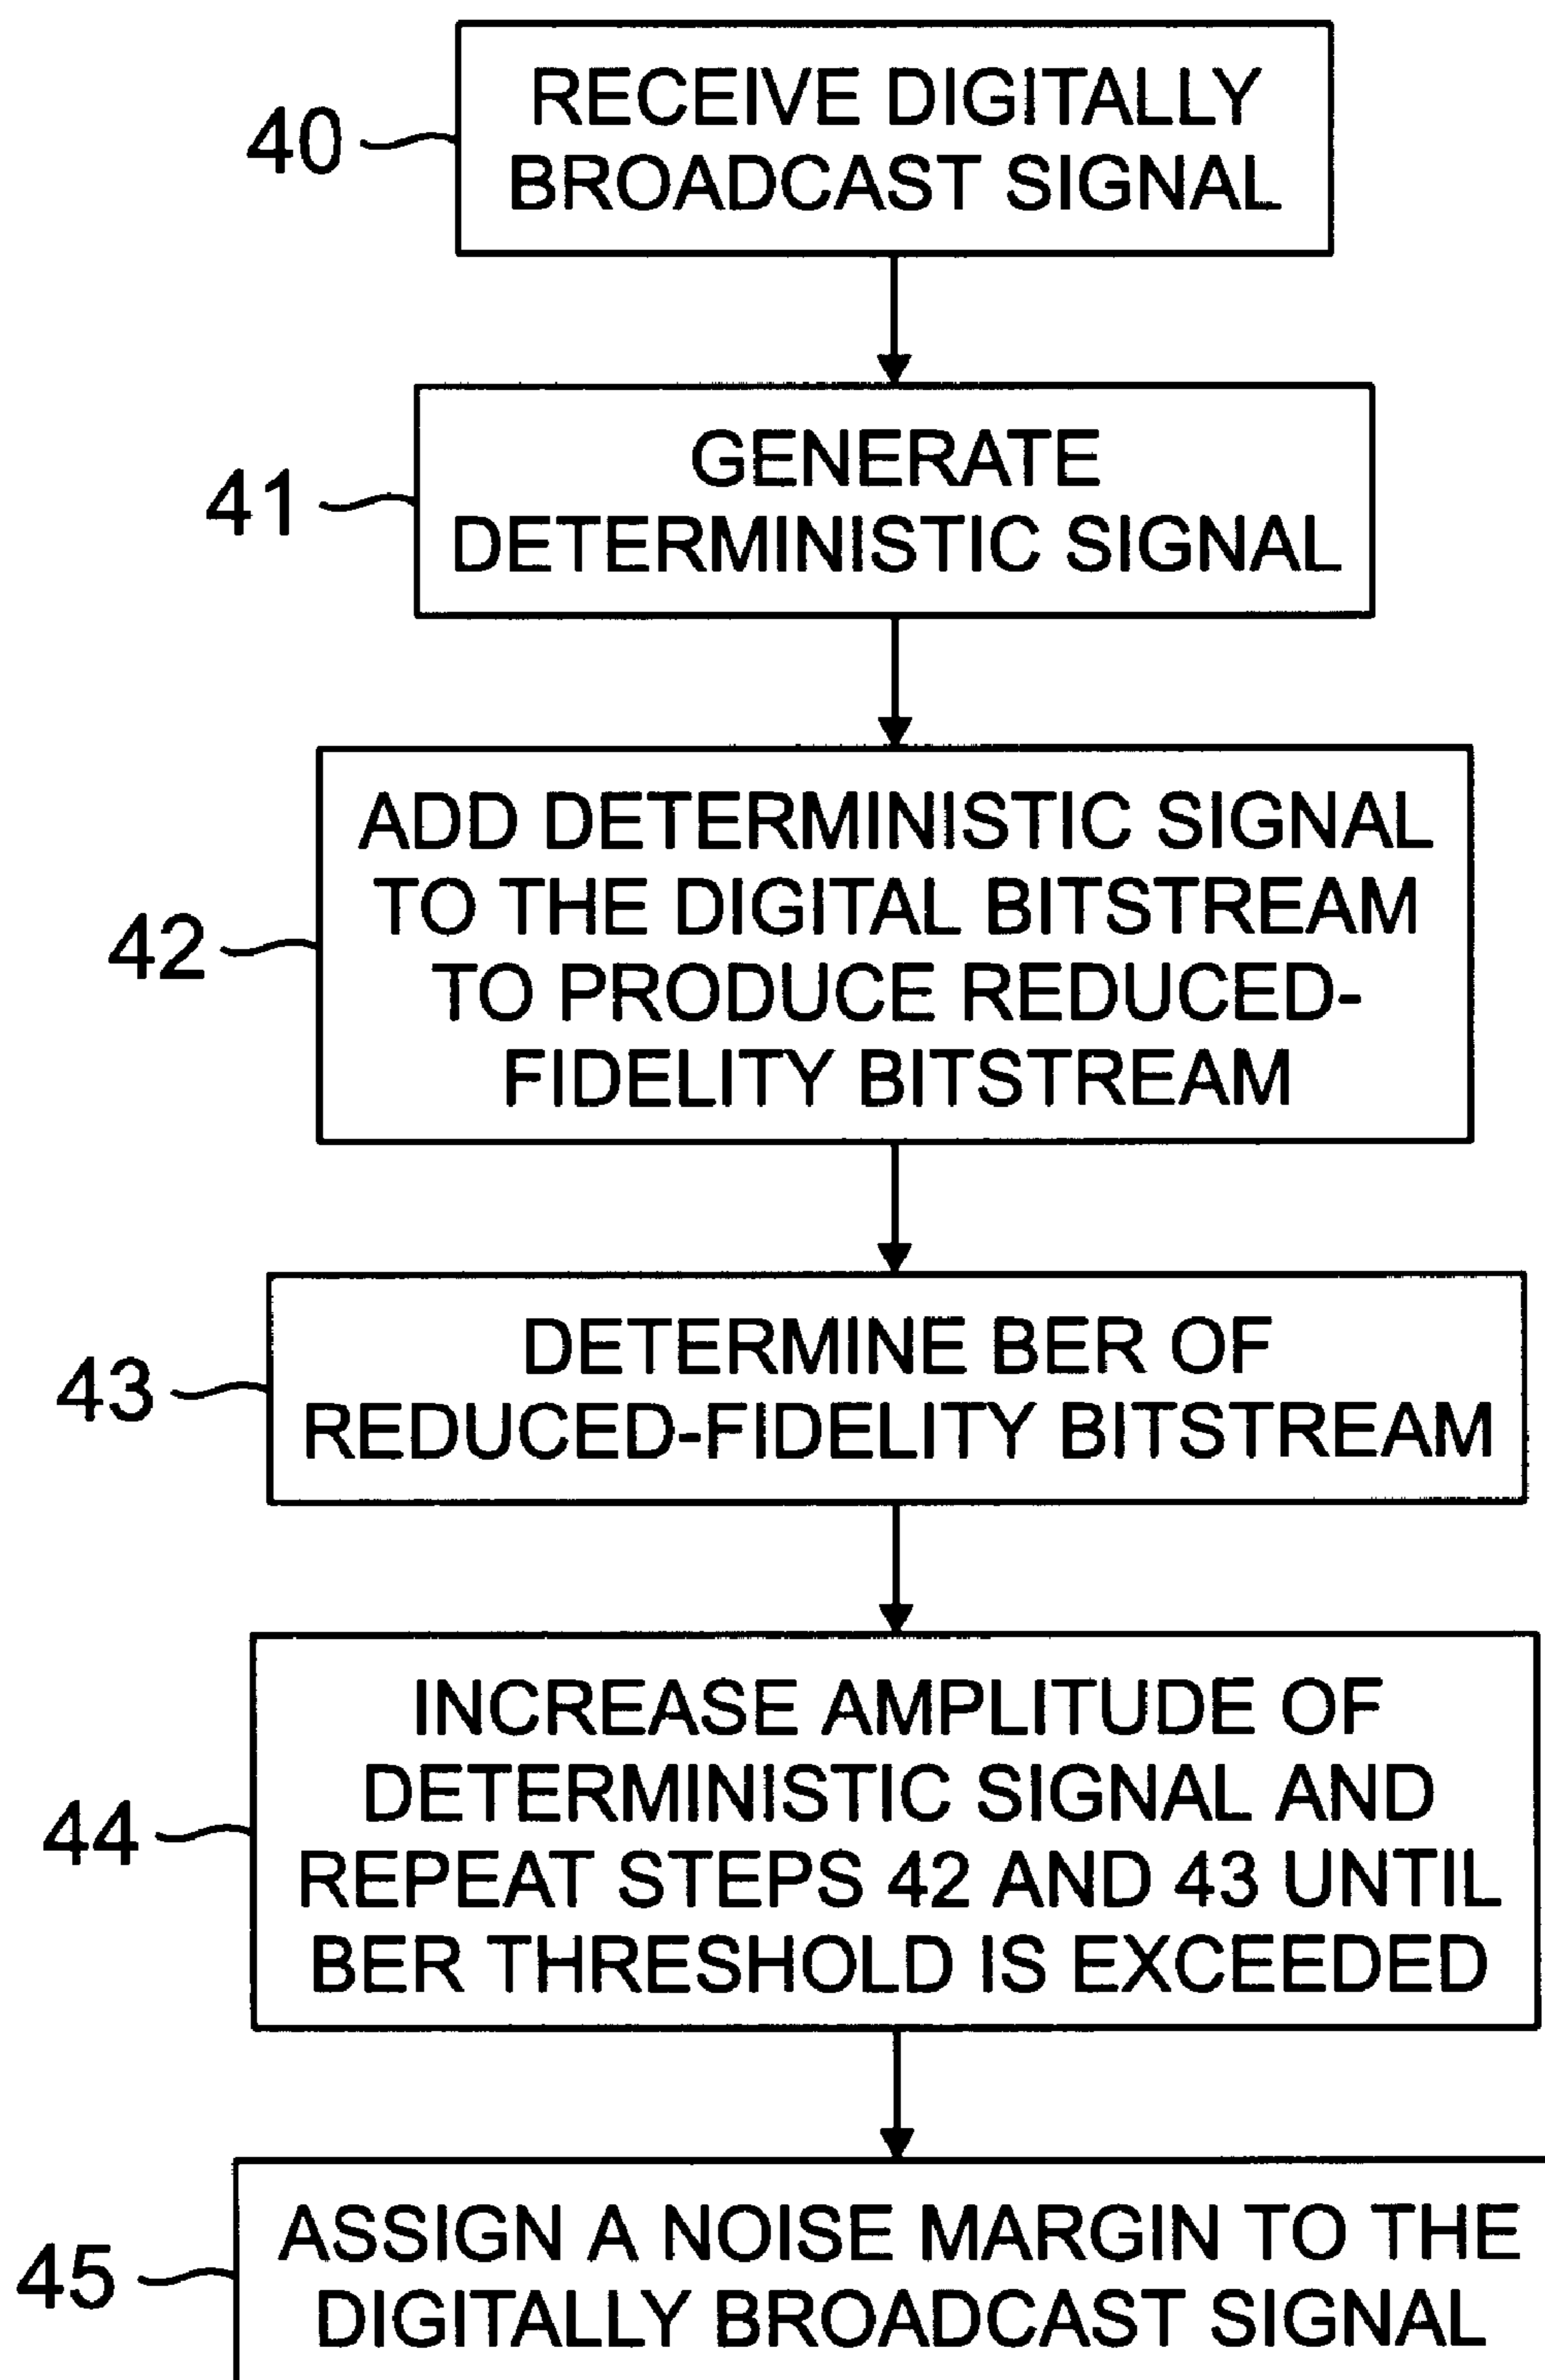 40
RECEIVE DIGITALLY
BROADCAST SIGNAL
41
GENERATE
DETERMINISTIC SIGNAL
42
ADD DETERMINISTIC SIGNAL
TO THE DIGITAL BITSTREAM
TO PRODUCE REDUCED-
FIDELITY BITSTREAM
43
DETERMINE BER OF
REDUCED-FIDELITY BITSTREAM
44
INCREASE AMPLITUDE OF
DETERMINISTIC SIGNAL AND
REPEAT STEPS 42 AND 43 UNTIL
BER THRESHOLD IS EXCEEDED
45
ASSIGN A NOISE MARGIN TO THE
DIGITALLY BROADCAST SIGNAL